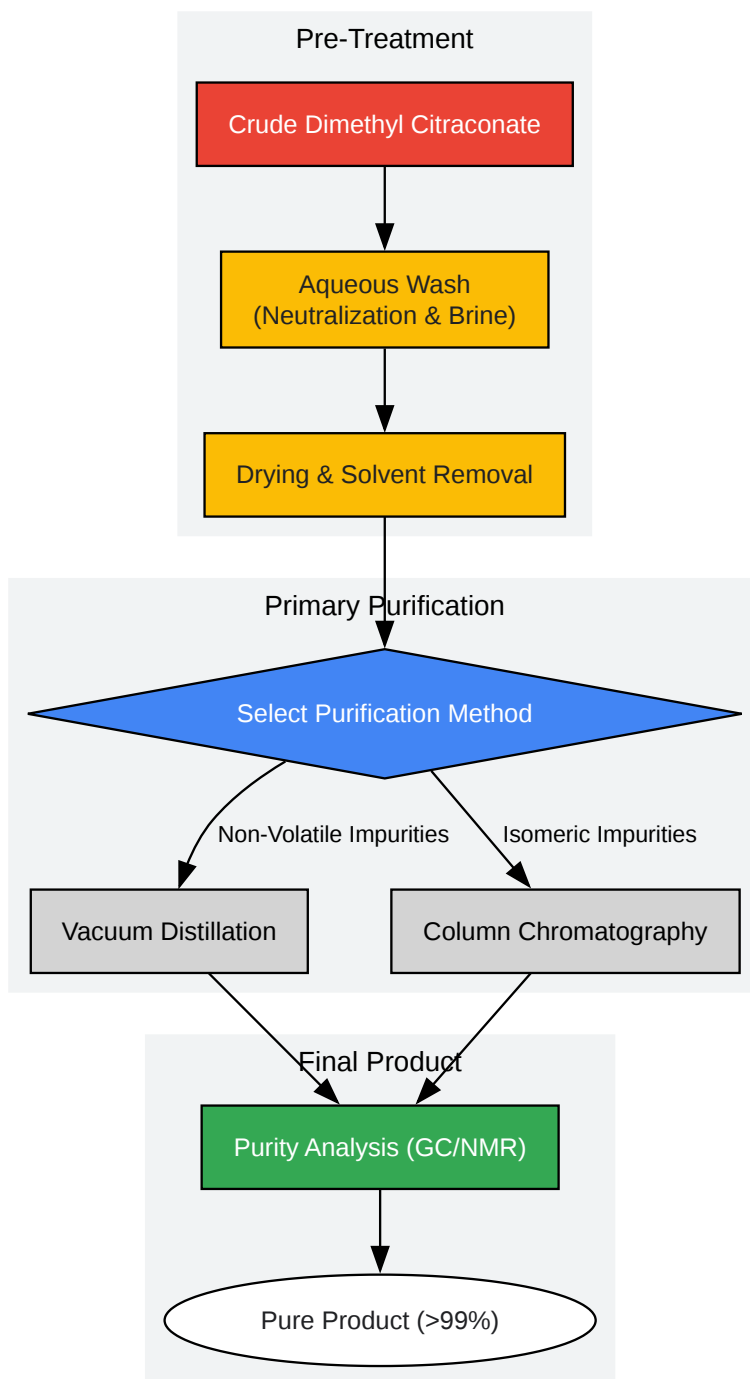 Pre-Treatment
Crude Dimethyl Citraconate
Aqueous Wash
(Neutralization & Brine)
Drying & Solvent Removal
Primary Purification
Select Purification Method
Non-Volatile Impurities
Isomeric Impurities
Vacuum Distillation
Column Chromatography
Final Product
Purity Analysis (GC/NMR)
Pure Product (>99%)